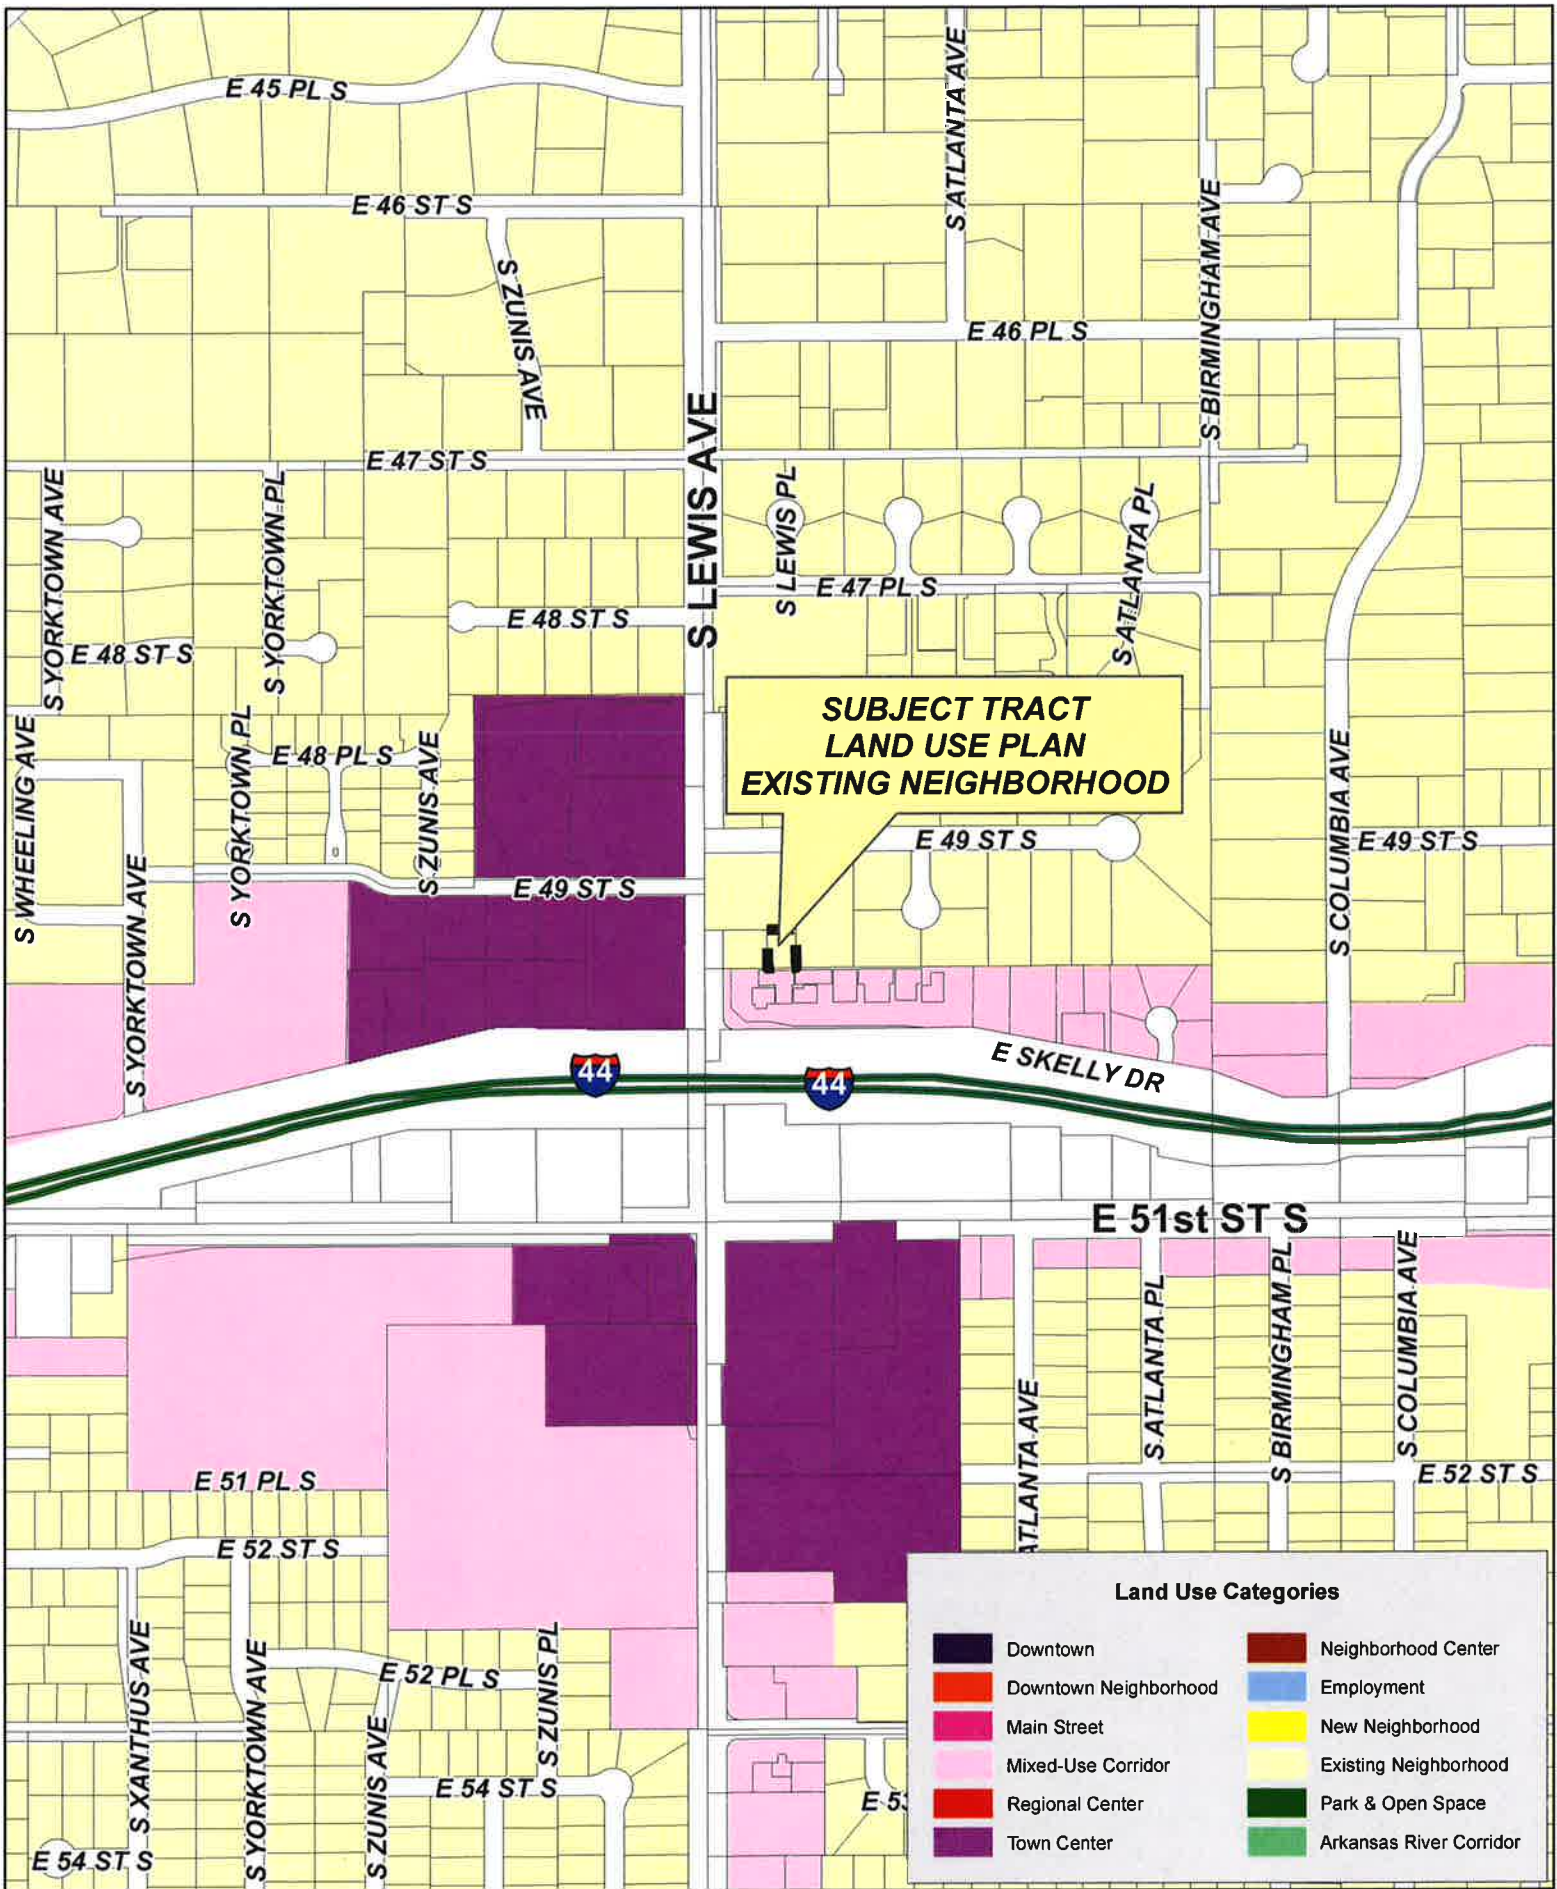 E 45 PL S
S ATLANTA AVE
E 46 ST S
S BIRMINGHAM AVE
S ZUNIS AVE
E 46 PL S
S LEWIS AVE
E 47 ST S
S YORKTOWN AVE
S YORKTOWN PL
S LEWIS PL
S ATLANTA PL
E 47 PL S
E 48 ST S
E 48 ST S
SUBJECT TRACT
LAND USE PLAN
EXISTING NEIGHBORHOOD
S WHEELING AVE
S YORKTOWN PL
E 48 PL S
S ZUNIS AVE
S COLUMBIA AVE
E 49 ST S
E 49 ST S
S YORKTOWN AVE
E 49 ST S
44
44
E SKELLY DR
E 51st ST S
ATLANTA AVE
S ATLANTA PL
S BIRMINGHAM PL
S COLUMBIA AVE
E 52 ST S
E 51 PL S
E 52 ST S
S XANTHUS AVE
S YORKTOWN AVE
E 52 PL S
S ZUNIS PL
S ZUNIS AVE
E 54 ST S
E 53
E 54 ST S
Land Use Categories
Downtown
Downtown Neighborhood
Main Street
Mixed-Use Corridor
Regional Center
Town Center
Neighborhood Center
Employment
New Neighborhood
Existing Neighborhood
Park & Open Space
Arkansas River Corridor